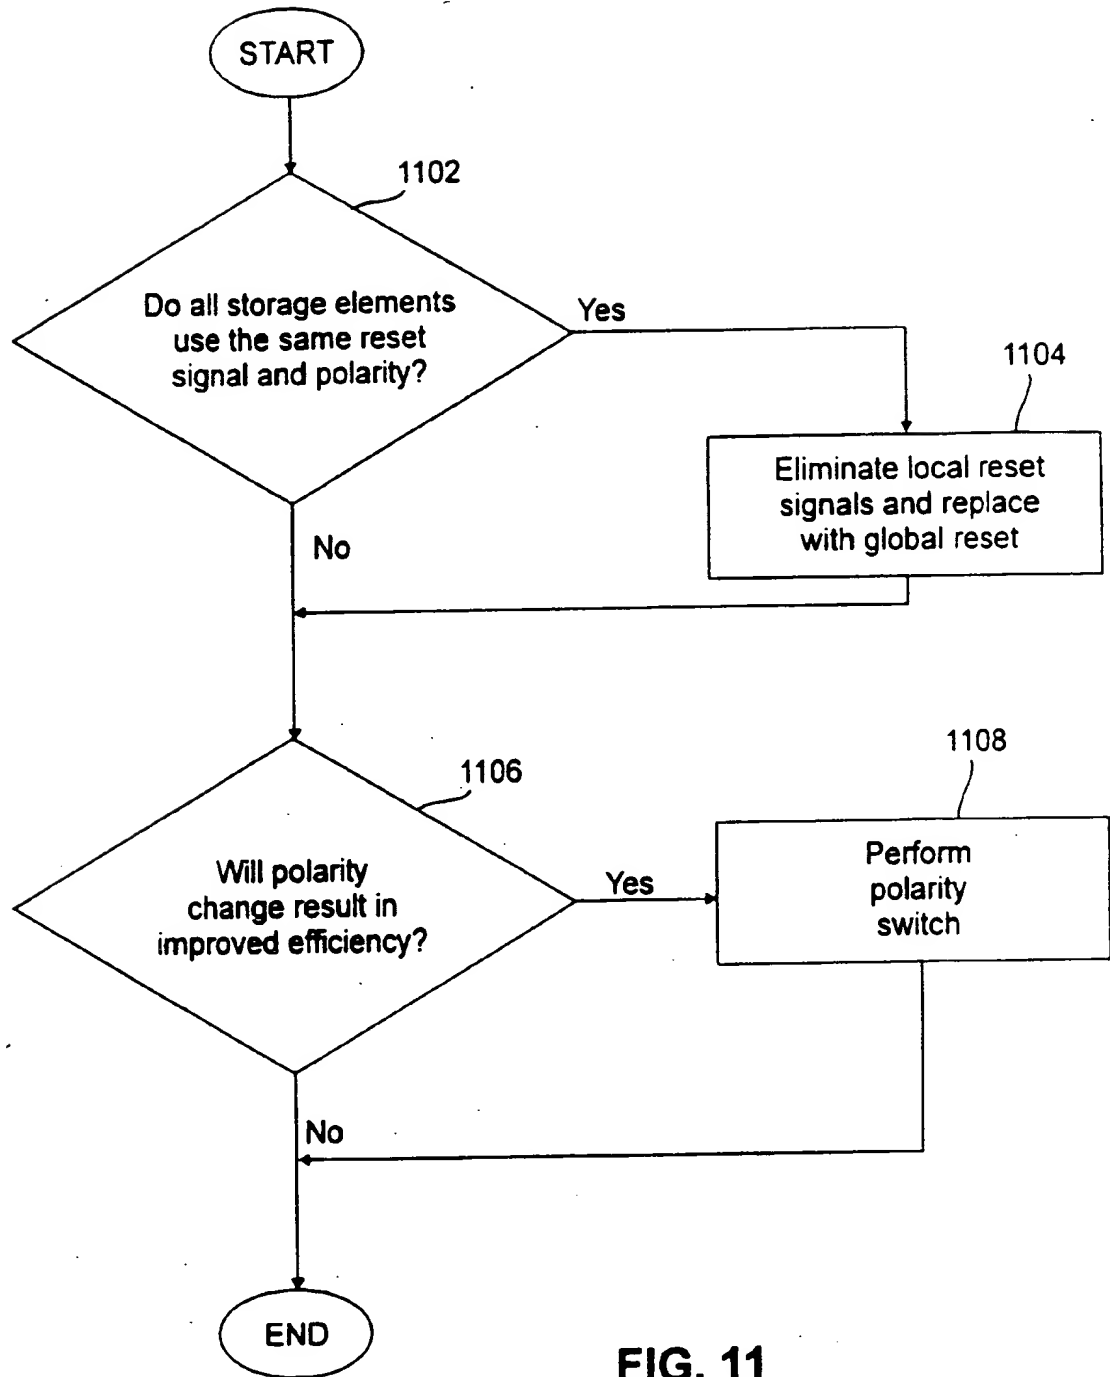 START
1102
Do all storage elements
use the same reset
signal and polarity?
Yes
1104
Eliminate local reset
signals and replace
with global reset
No
1106
1108
Will polarity
change result in
improved efficiency?
Yes
Perform
polarity
switch
No
END
FIG. 11